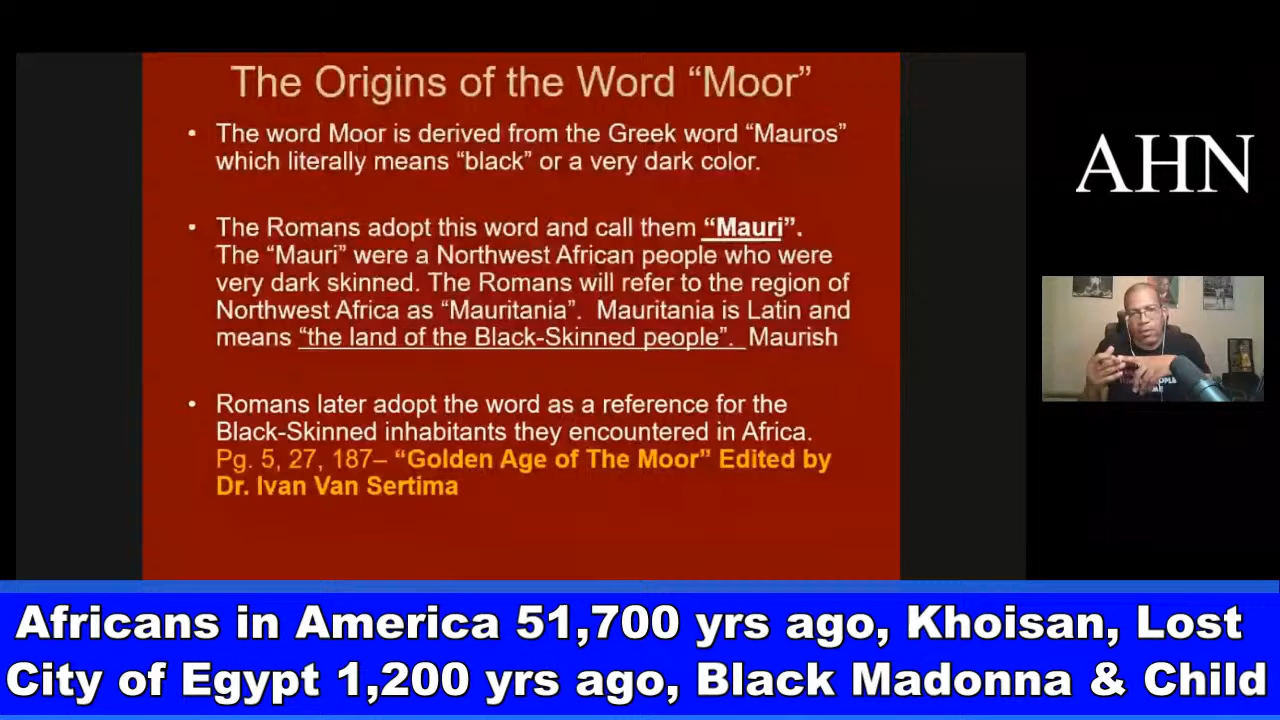 The Origins of the Word “Moor”
• The word Moor is derived from the Greek word “Mauros”
which literally means “black” or a very dark color.
• The Romans adopt this word and call them “Mauri”.
The “Mauri” were a Northwest African people who were
very dark skinned. The Romans will refer to the region of
Northwest Africa as “Mauritania”. Mauritania is Latin and
means “the land of the Black-Skinned people”. Maurish
• Romans later adopt the word as a reference for the
Black-Skinned inhabitants they encountered in Africa.
Pg. 5, 27, 187– “Golden Age of The Moor” Edited by
Dr. Ivan Van Sertima
AHN
Africans in America 51,700 yrs ago, Khoisan, Lost
City of Egypt 1,200 yrs ago, Black Madonna & Child